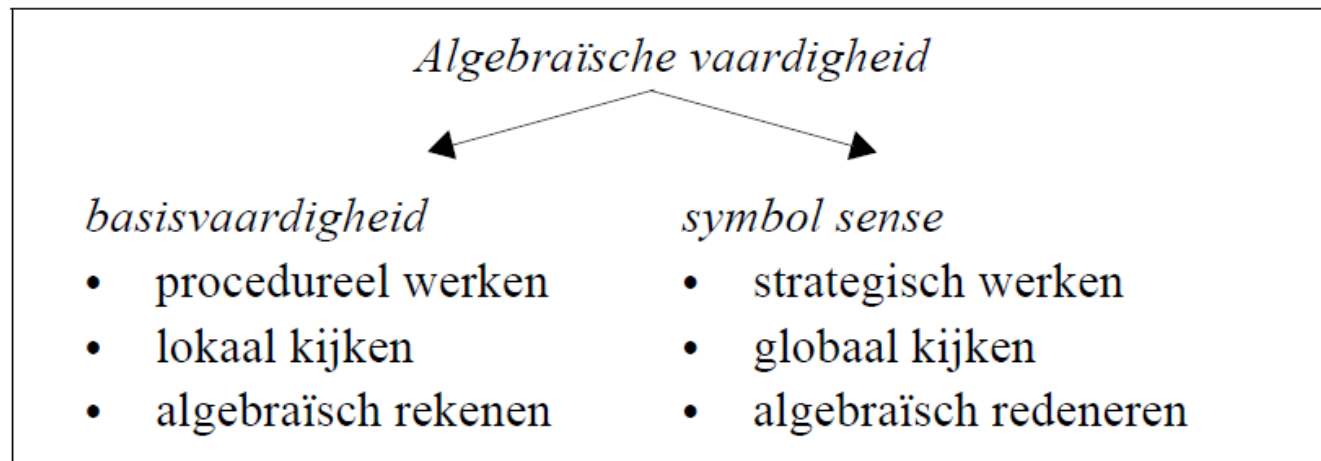 Algebraïsche vaardigheid
basisvaardigheid
• procedureel werken
• lokaal kijken
• algebraïsch rekenen
symbol sense
• strategisch werken
• globaal kijken
• algebraïsch redeneren